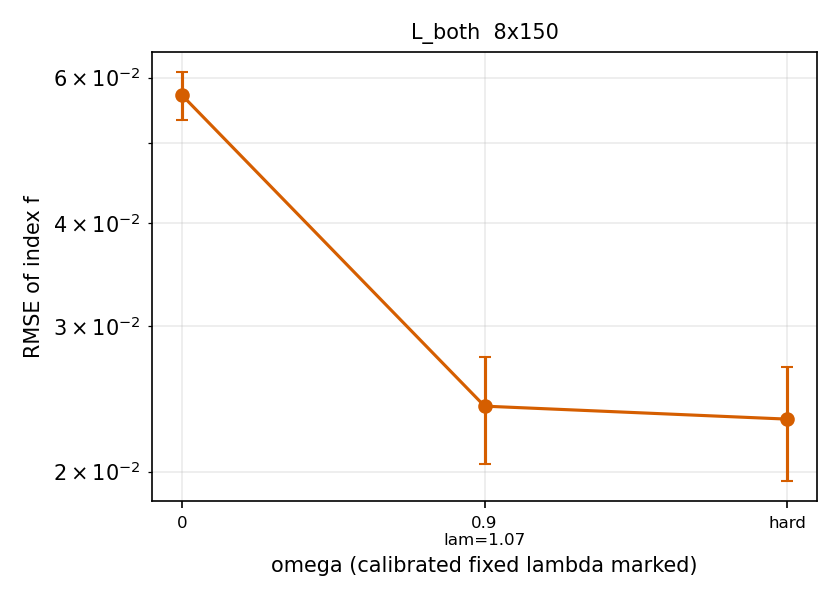 L_both  8x150
RMSE of index f
6 × 10⁻²
4 × 10⁻²
3 × 10⁻²
2 × 10⁻²
0
0.9
lam=1.07
hard
omega (calibrated fixed lambda marked)